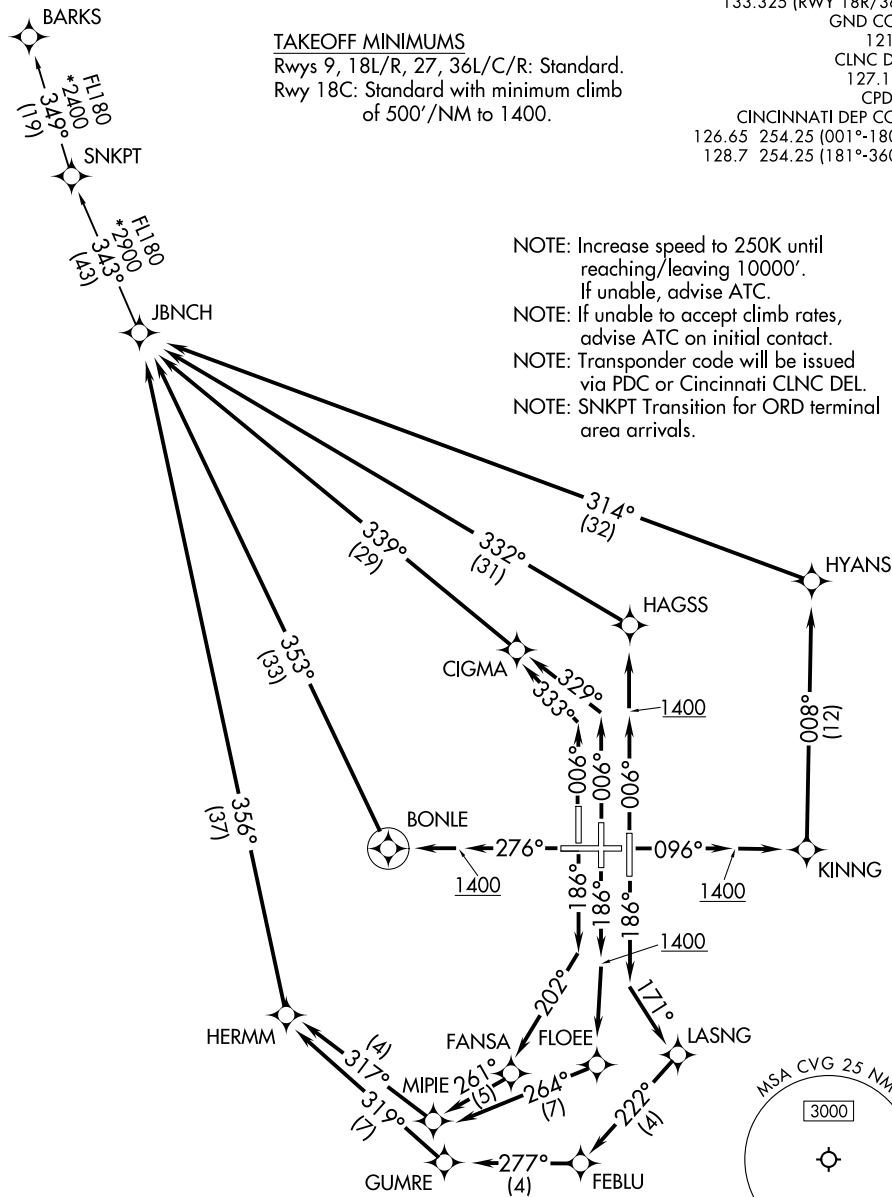 133.325 (RWY 18R/36
GND CO
121
CLNC D
127.1
CPD
CINCINNATI DEP CO
126.65 254.25 (001°-180
128.7 254.25 (181°-360
TAKEOFF MINIMUMS
Rwys 9, 18L/R, 27, 36L/C/R: Standard.
Rwy 18C: Standard with minimum climb
of 500'/NM to 1400.
BARKS
FL180
*2400
349°
(19)
SNKPT
FL180
*2900
343°
(43)
JBNCH
NOTE: Increase speed to 250K until
reaching/leaving 10000'.
If unable, advise ATC.
NOTE: If unable to accept climb rates,
advise ATC on initial contact.
NOTE: Transponder code will be issued
via PDC or Cincinnati CLNC DEL.
NOTE: SNKPT Transition for ORD terminal
area arrivals.
314°
(32)
332°
(31)
339°
(29)
353°
(33)
356°
(37)
HYANS
HAGSS
CIGMA
329°
333°
1400
006°
006°
006°
008°
(12)
BONLE
276°
1400
096°
1400
KINNG
186°
186°
186°
1400
202°
171°
HERMM
FANSA
FLOEE
LASNG
(4)
317°
MIPIE
261°
(5)
264°
(7)
222°
(4)
319°
(7)
GUMRE
277°
(4)
FEBLU
MSA CVG 25 NM
3000